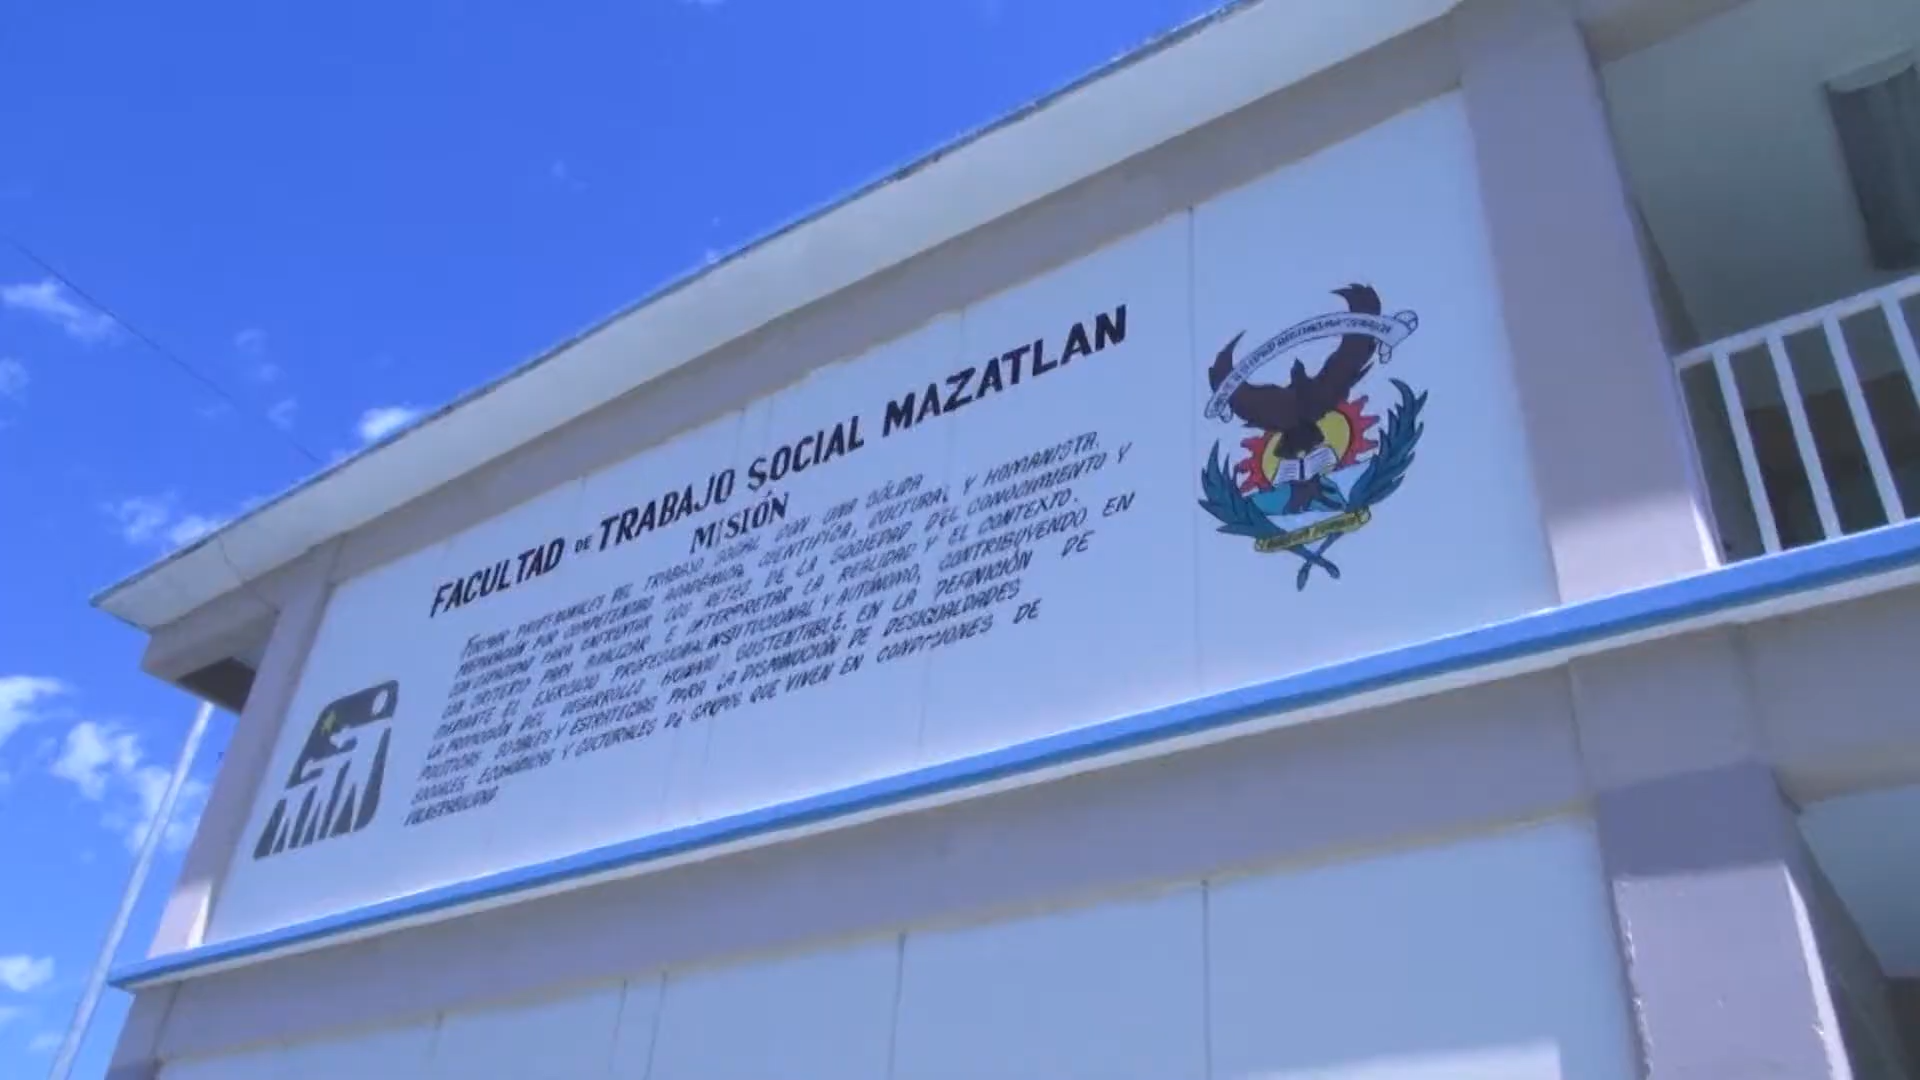 FACULTAD DE TRABAJO SOCIAL MAZATLAN
MISIÓN
FORMAR PROFESIONALES DEL TRABAJO SOCIAL CON UNA SÓLIDA
PREPARACIÓN POR COMPETENCIAS ACADÉMICA, CIENTIFICA, CULTURAL Y HUMANISTA.
CON CAPACIDAD PARA ENFRENTAR LOS RETOS DE LA SOCIEDAD DEL CONOCIMIENTO Y
CON CRITERIO PARA ANALIZAR E INTERPRETAR LA REALIDAD Y EL CONTEXTO.
MEDIANTE EL EJERCICIO PROFESIONAL INSTITUCIONAL Y AUTÓNOMO, CONTRIBUYENDO EN
LA PROMOCIÓN DEL DESARROLLO HUMANO SUSTENTABLE, EN LA DEFINICIÓN DE
POLITICAS SOCIALES Y ESTRATEGIAS PARA LA DISMINUCIÓN DE DESIGUALDADES
SOCIALES, ECONÓMICAS Y CULTURALES DE GRUPOS QUE VIVEN EN CONDICIONES DE
VULNERABILIDAD